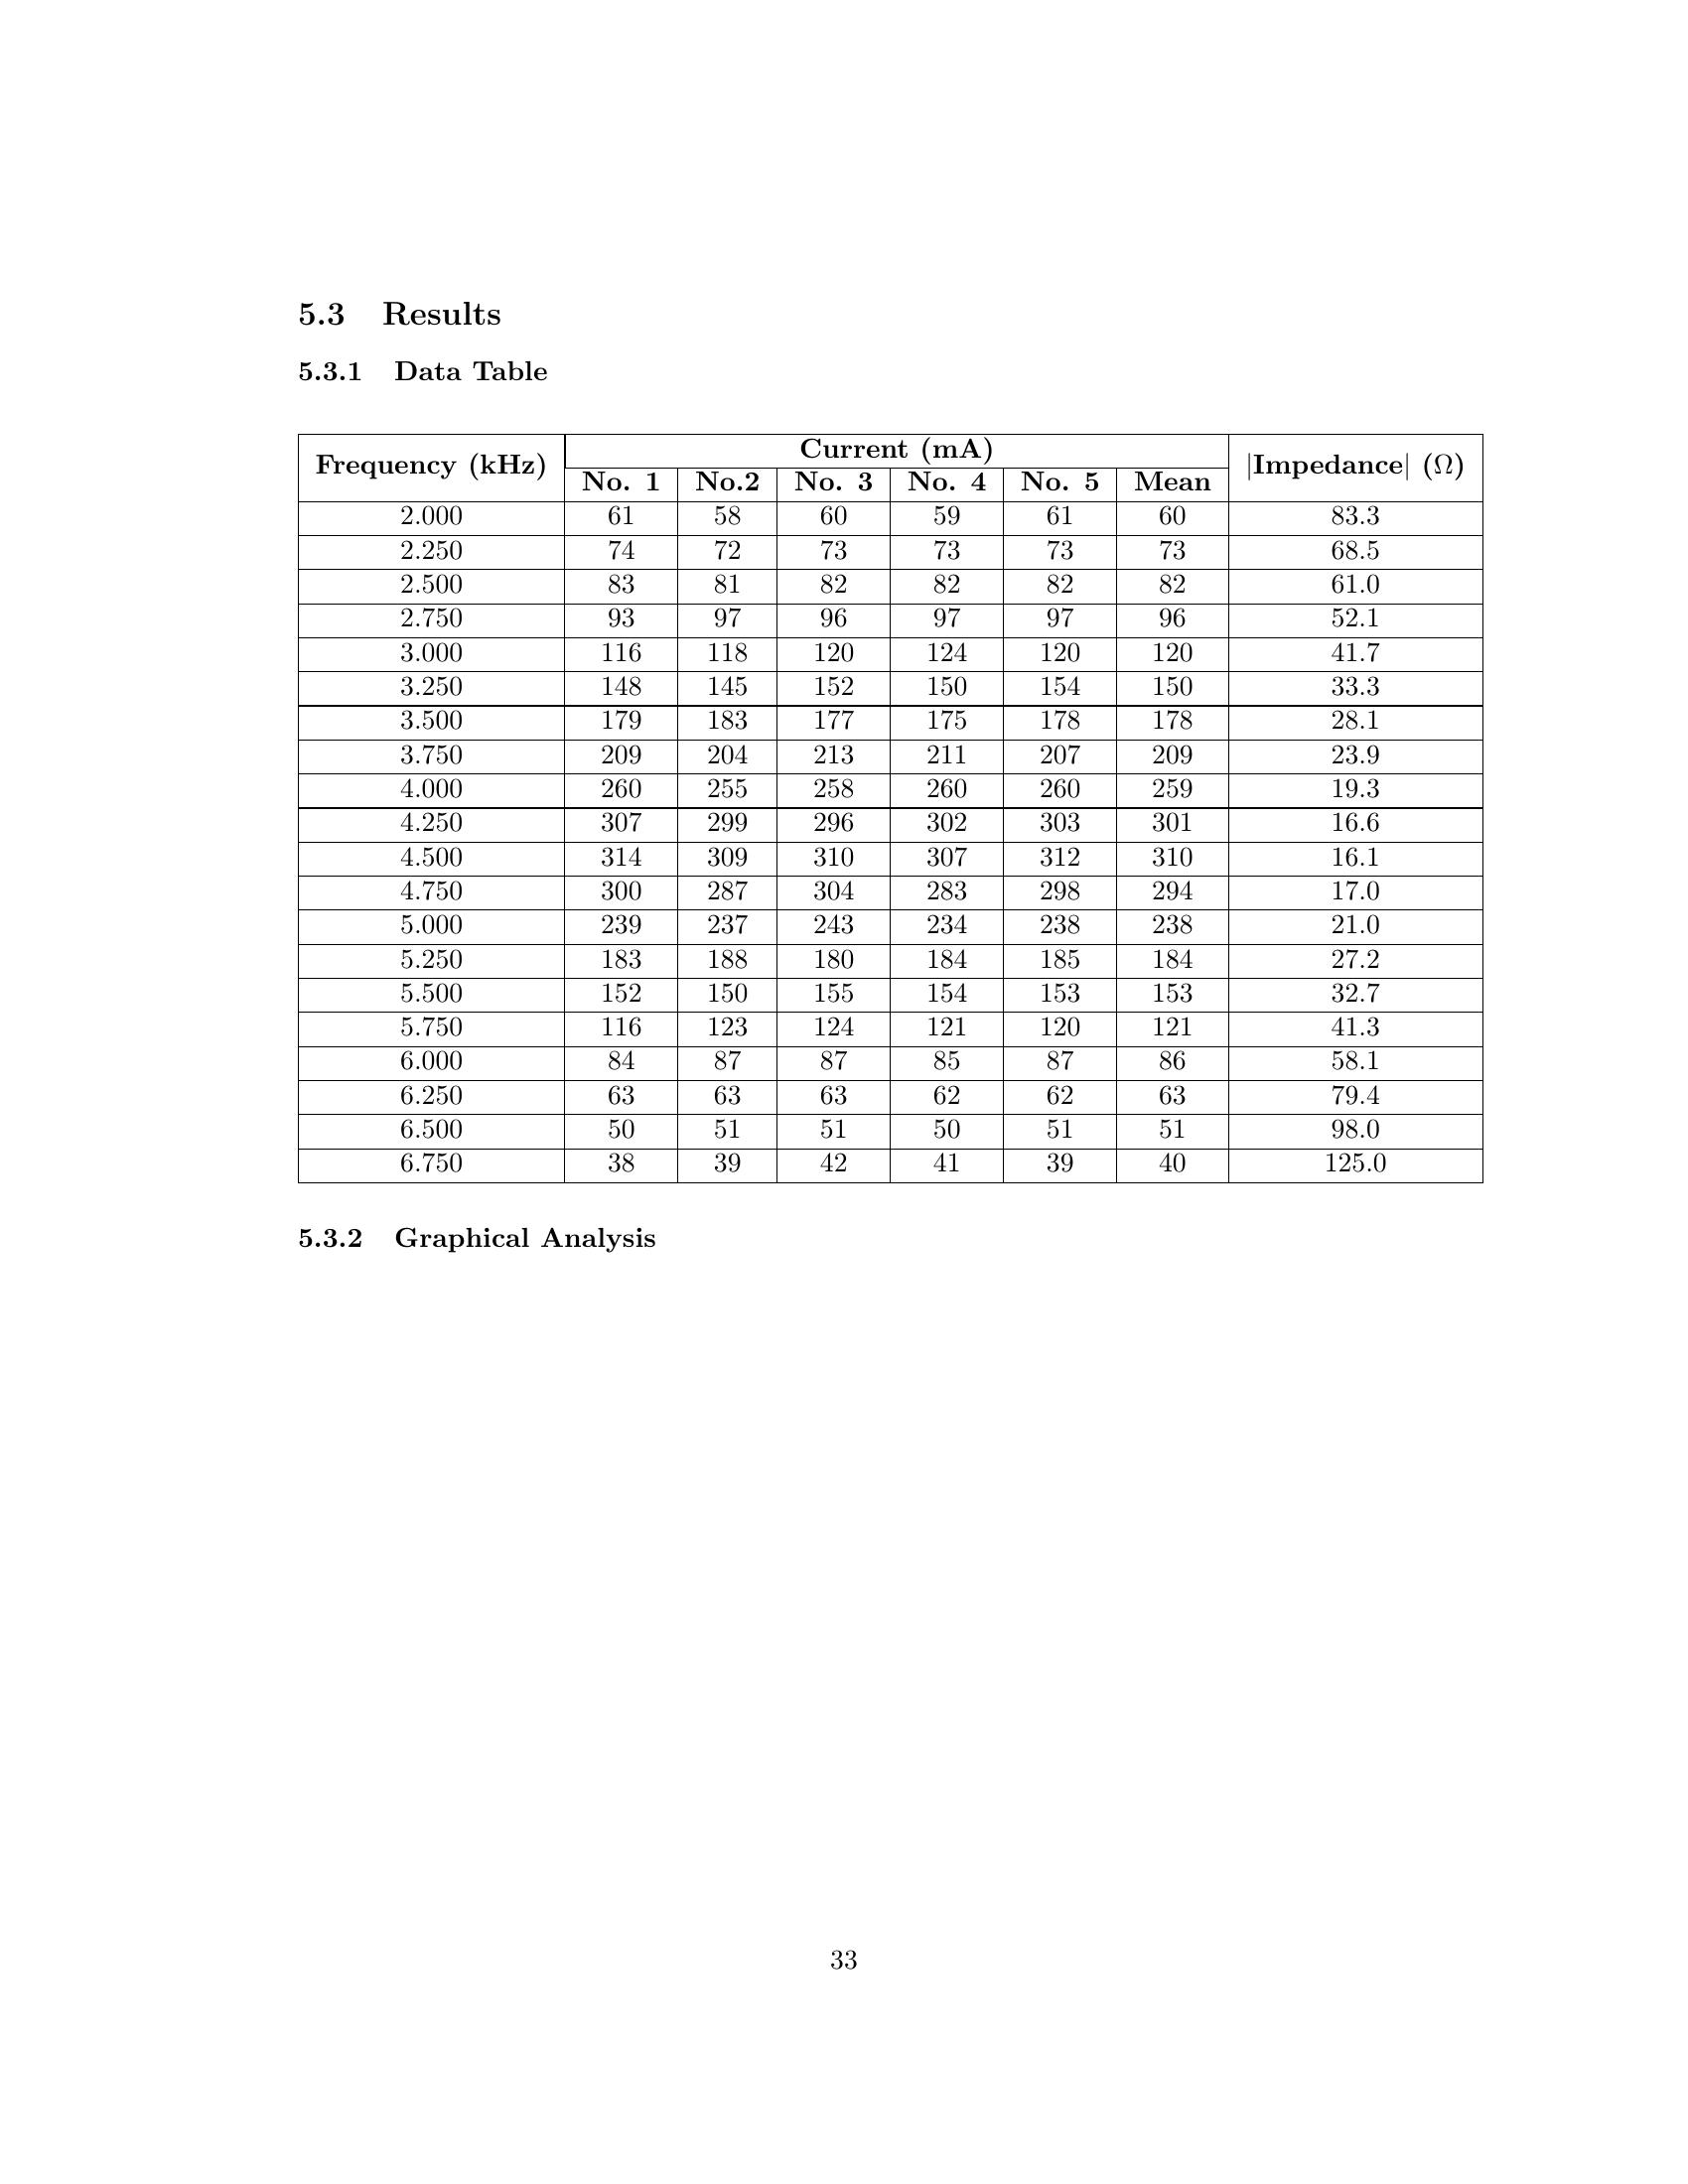 5.3 Results
5.3.1 Data Table
Frequency (kHz) Current (mA) |Impedance| (Ω)
No. 1 No.2 No. 3 No. 4 No. 5 Mean
2.000 61 58 60 59 61 60 83.3
2.250 74 72 73 73 73 73 68.5
2.500 83 81 82 82 82 82 61.0
2.750 93 97 96 97 97 96 52.1
3.000 116 118 120 124 120 120 41.7
3.250 148 145 152 150 154 150 33.3
3.500 179 183 177 175 178 178 28.1
3.750 209 204 213 211 207 209 23.9
4.000 260 255 258 260 260 259 19.3
4.250 307 299 296 302 303 301 16.6
4.500 314 309 310 307 312 310 16.1
4.750 300 287 304 283 298 294 17.0
5.000 239 237 243 234 238 238 21.0
5.250 183 188 180 184 185 184 27.2
5.500 152 150 155 154 153 153 32.7
5.750 116 123 124 121 120 121 41.3
6.000 84 87 87 85 87 86 58.1
6.250 63 63 63 62 62 63 79.4
6.500 50 51 51 50 51 51 98.0
6.750 38 39 42 41 39 40 125.0
5.3.2 Graphical Analysis
33